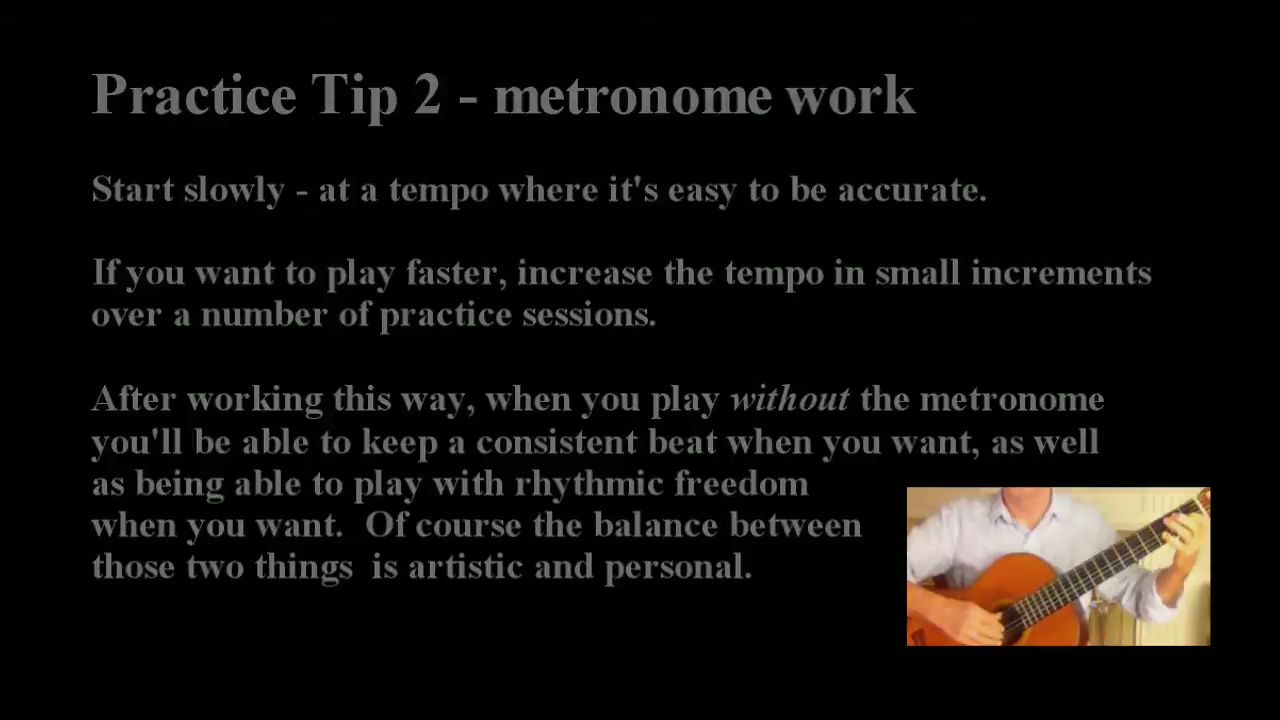 Practice Tip 2 - metronome work
Start slowly - at a tempo where it's easy to be accurate.
If you want to play faster, increase the tempo in small increments
over a number of practice sessions.
After working this way, when you play without the metronome
you'll be able to keep a consistent beat when you want, as well
as being able to play with rhythmic freedom
when you want.  Of course the balance between
those two things  is artistic and personal.